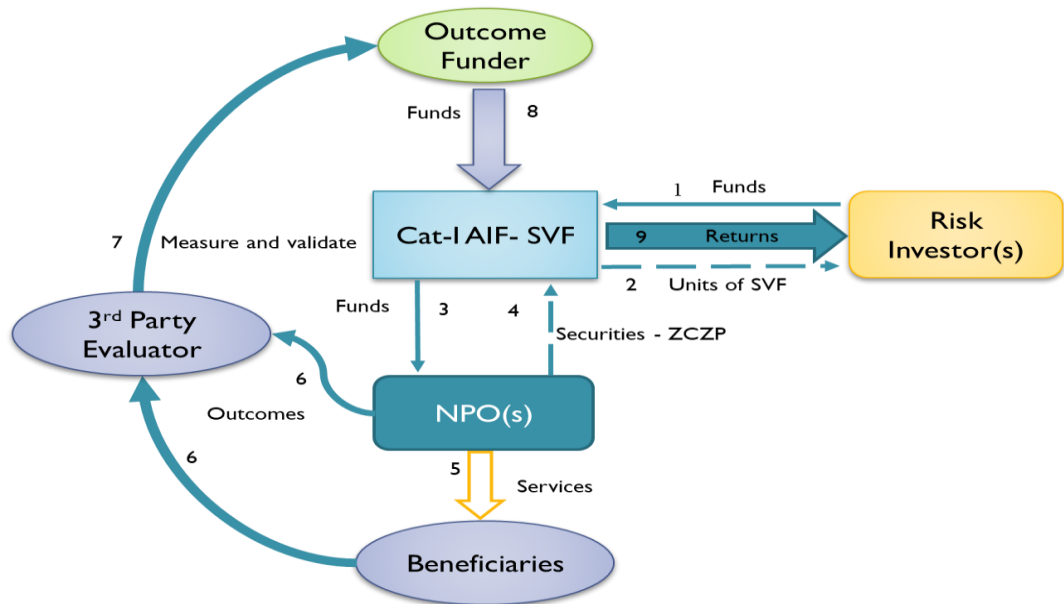 Outcome
Funder
Funds 8
1 Funds
7 Measure and validate
Cat-I AIF- SVF
9 Returns
Risk
Investor(s)
2 Units of SVF
Funds 3 4
Securities - ZCZP
3rd Party
Evaluator
6
Outcomes
NPO(s)
6
5
Services
Beneficiaries